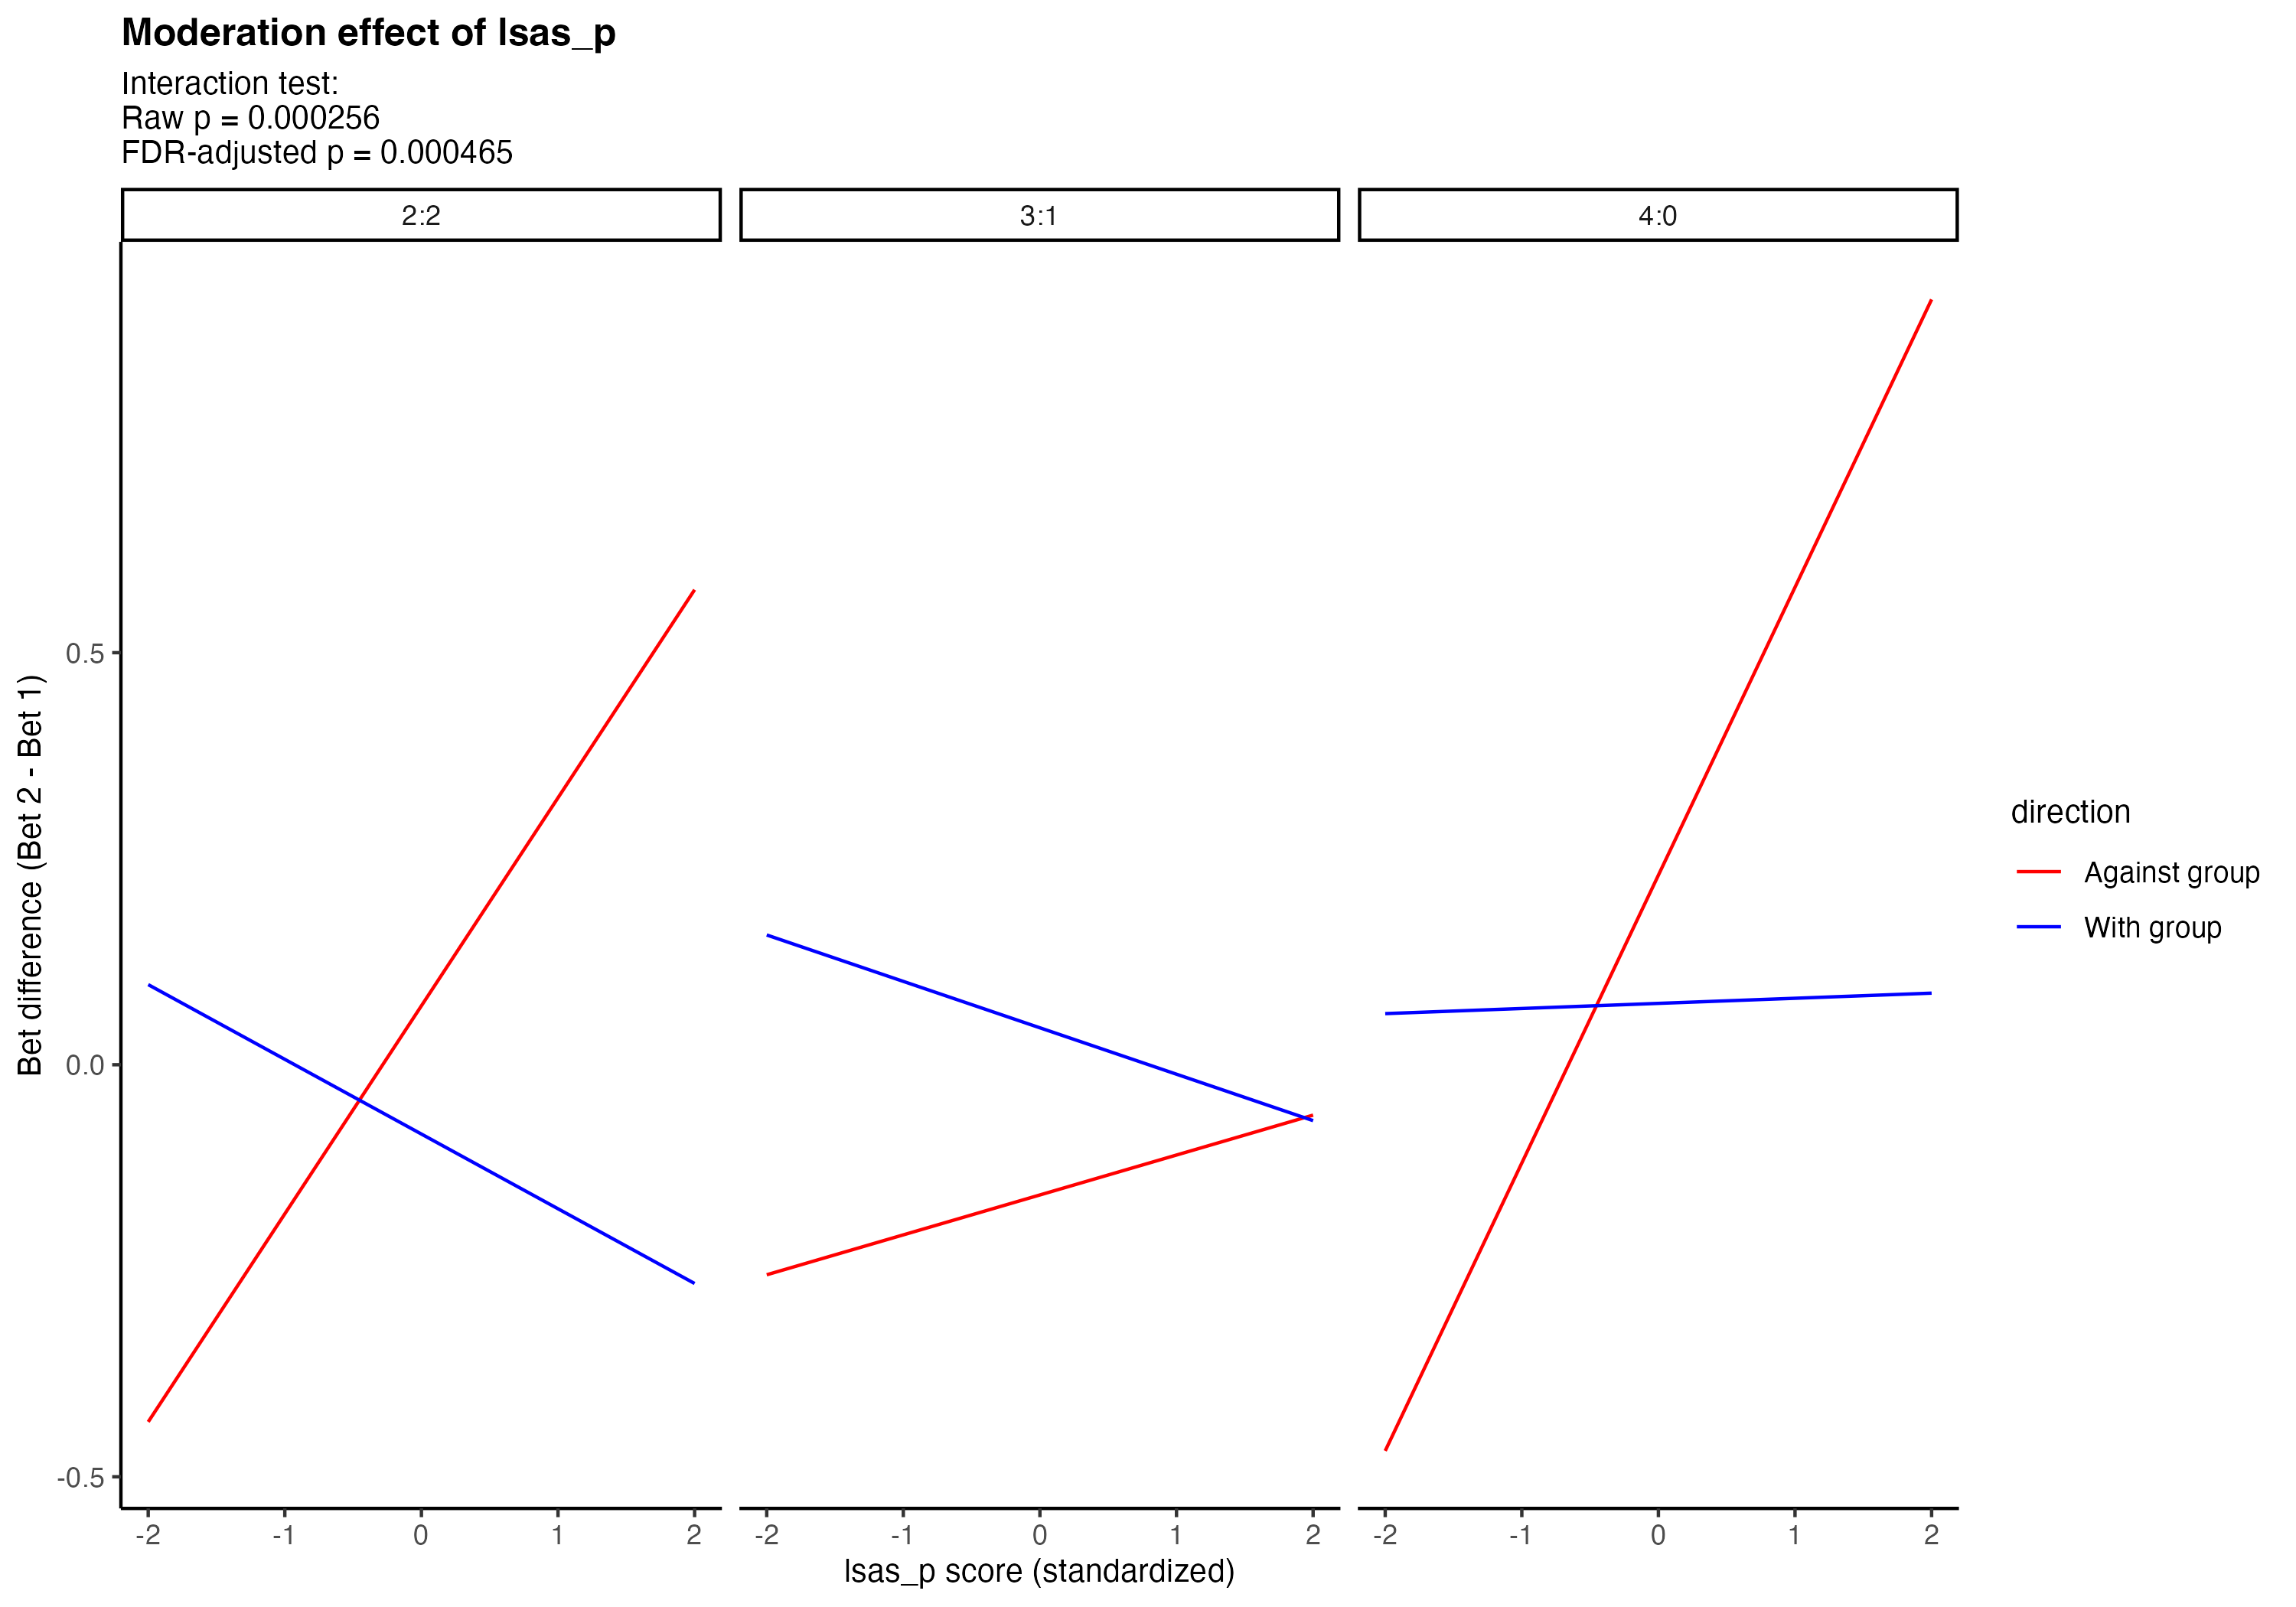 Moderation effect of lsas_p
Interaction test:
Raw p = 0.000256
FDR-adjusted p = 0.000465
2:2
3:1
4:0
Bet difference (Bet 2 - Bet 1)
0.5
0.0
-0.5
-2 -1 0 1 2
-2 -1 0 1 2
-2 -1 0 1 2
lsas_p score (standardized)
direction
Against group
With group